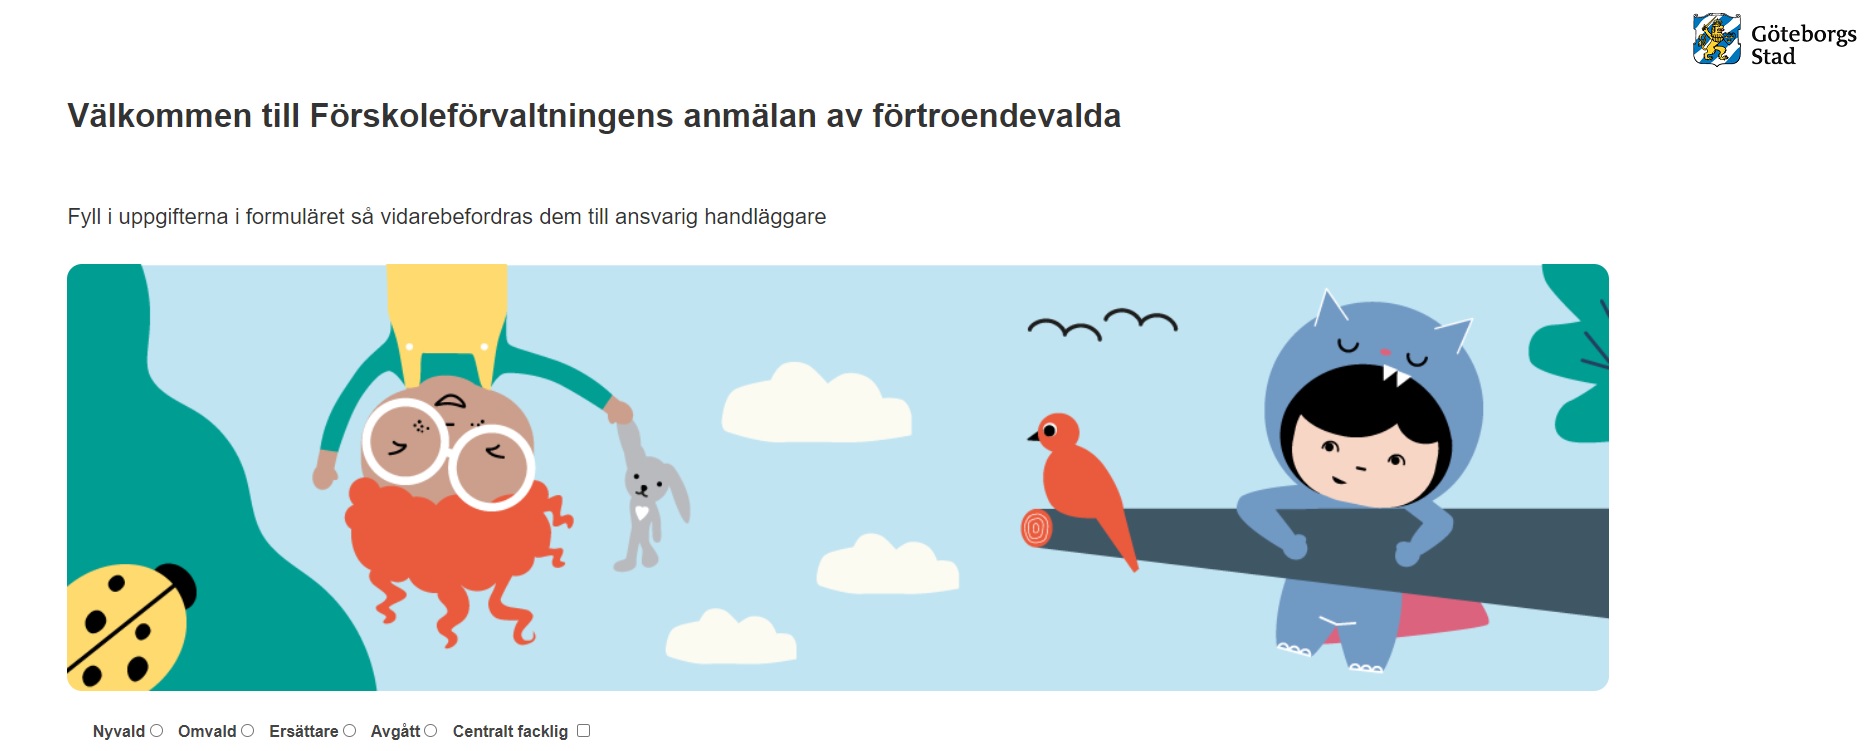 Göteborgs
Stad
Välkommen till Förskoleförvaltningens anmälan av förtroendevalda
Fyll i uppgifterna i formuläret så vidarebefordras dem till ansvarig handläggare
Nyvald Omvald Ersättare Avgått Centralt facklig